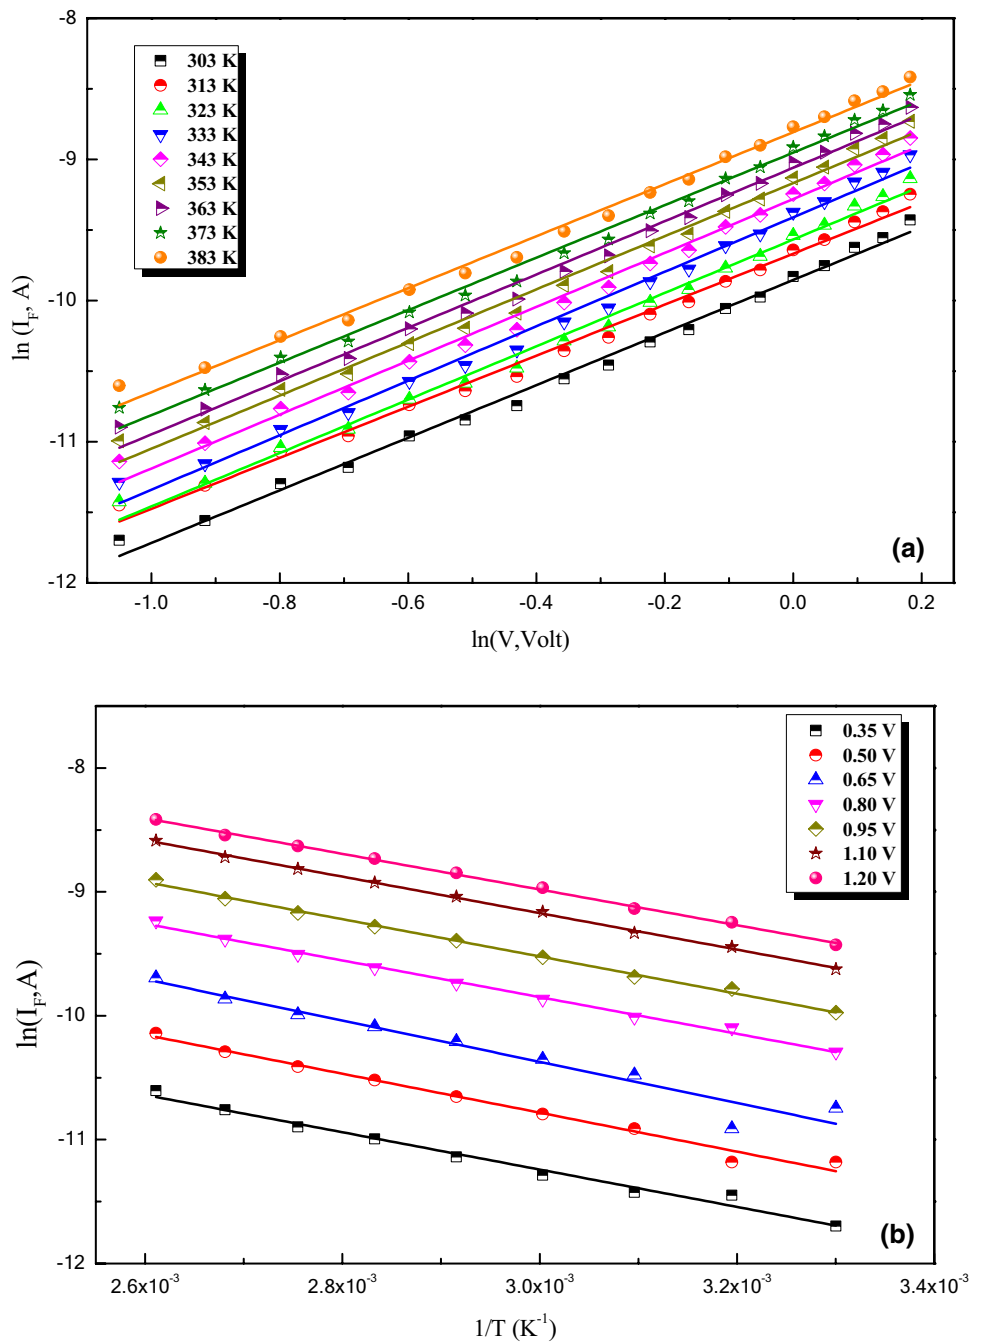 -8
-9
-10
-11
-12
ln (I_F, A)
303 K
313 K
323 K
333 K
343 K
353 K
363 K
373 K
383 K
(a)
-1.0 -0.8 -0.6 -0.4 -0.2 0.0 0.2
ln(V,Volt)
-8
-9
-10
-11
-12
ln(I_F,A)
0.35 V
0.50 V
0.65 V
0.80 V
0.95 V
1.10 V
1.20 V
(b)
2.6x10⁻³ 2.8x10⁻³ 3.0x10⁻³ 3.2x10⁻³ 3.4x10⁻³
1/T (K⁻¹)